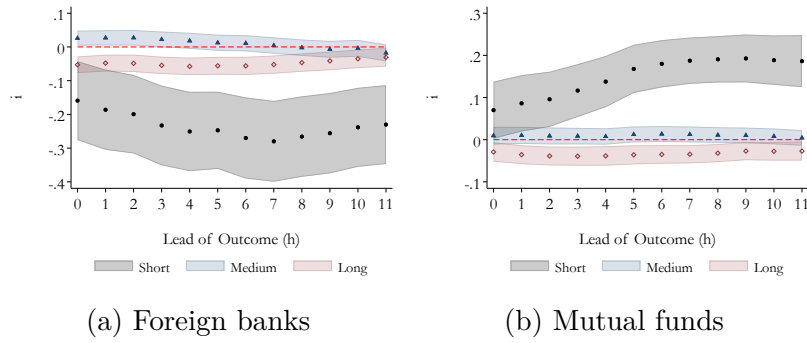 .1
0
-.1
-.2
-.3
-.4
i
0 1 2 3 4 5 6 7 8 9 10 11
Lead of Outcome (h)
Short Medium Long
(a) Foreign banks
.3
.2
.1
0
.1
i
0 1 2 3 4 5 6 7 8 9 10 11
Lead of Outcome (h)
Short Medium Long
(b) Mutual funds